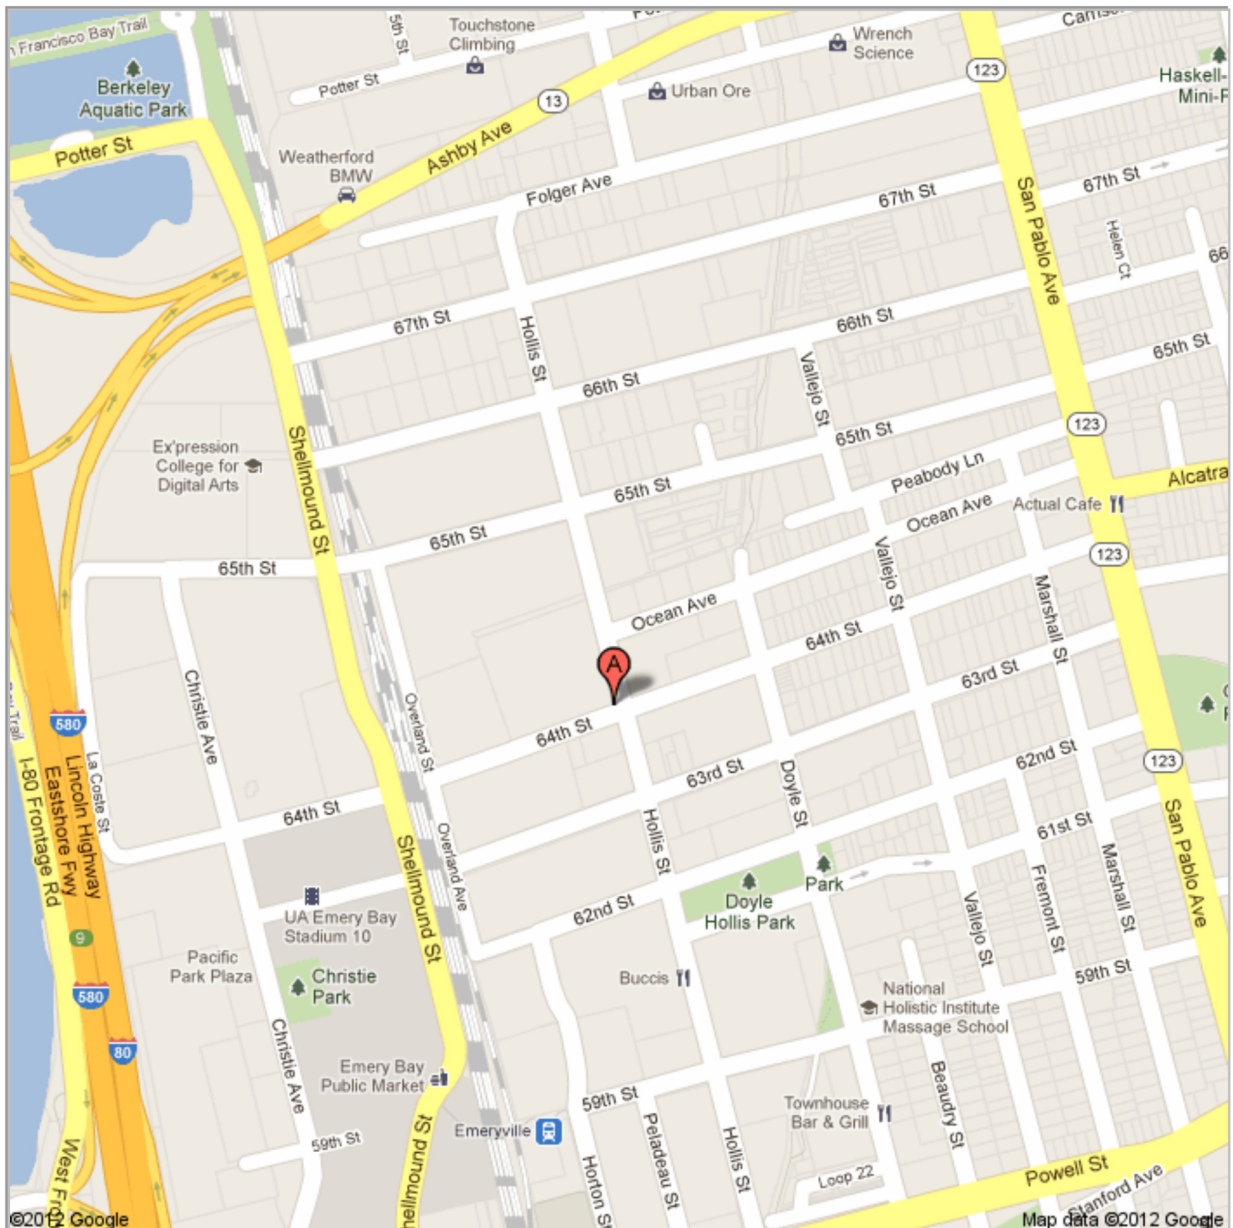 n Francisco Bay Trail
5th St
Touchstone
Climbing
Wrench
Science
123
Haskell-
Mini-
Berkeley
Aquatic Park
Potter St
13
Urban Ore
Potter St
Ashby Ave
Weatherford
BMW
Folger Ave
67th St
67th St
San Pablo Ave
Helen Ct
66
67th St
Hollis St
66th St
66th St
Vallejo St
65th St
123
Ex'pression
College for
Digital Arts
Shellmound St
65th St
65th St
Peabody Ln
Alcatra
Actual Cafe
Ocean Ave
65th St
65th St
Vallejo St
123
Ocean Ave
Marshall St
64th St
A
63rd St
Christie Ave
Overland St
580
64th St
62nd St
123
La Coste St
Lincoln Highway
Eastshore Fwy
I-80 Frontage Rd
Trail
63rd St
Doyle St
64th St
Hollis St
61st St
San Pablo Ave
Shellmound St
Overland Ave
Park
Marshall St
Fremont St
UA Emery Bay
Stadium 10
62nd St
Doyle
Hollis Park
Vallejo St
9
Pacific
Park Plaza
Christie
Park
Buccis
59th St
580
National
Holistic Institute
Massage School
80
Christie Ave
Emery Bay
Public Market
59th St
Beaudry St
Townhouse
Bar & Grill
Emeryville
59th St
Peladeau St
Hollis St
Horton St
Shellmound St
West Fro
Loop 22
Powell St
Stanford Ave
©2012 Google
Map data ©2012 Google